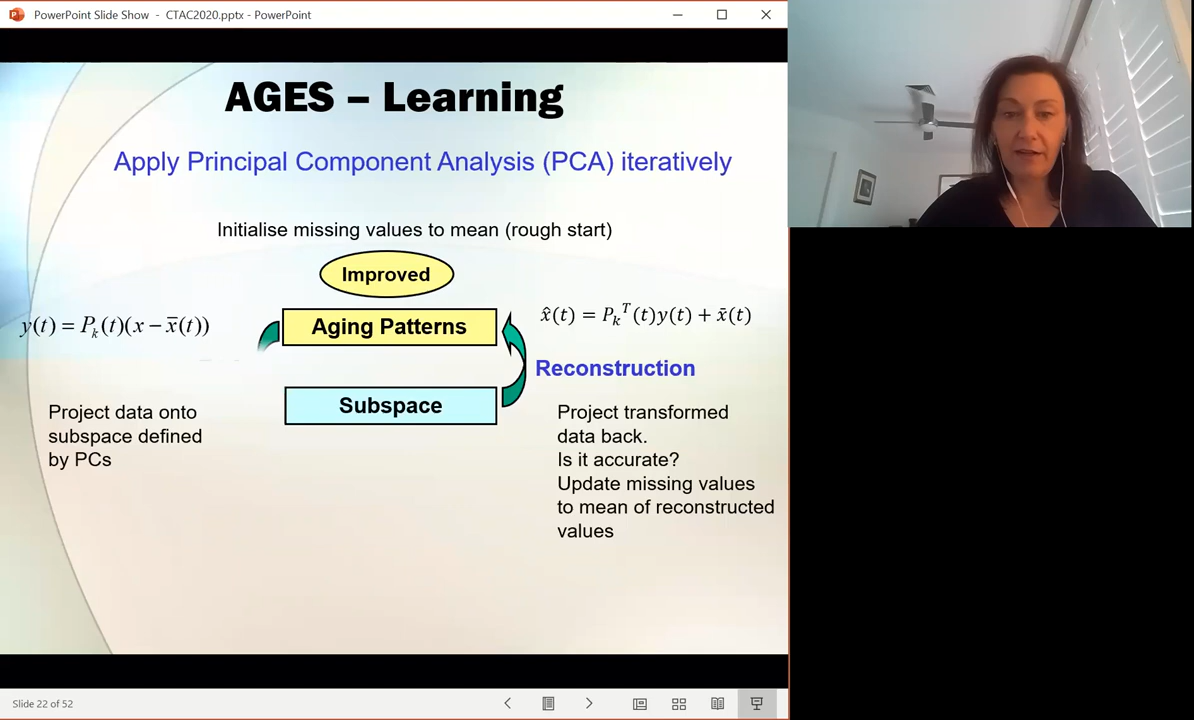 PowerPoint Slide Show - CTAC2020.pptx - PowerPoint
AGES – Learning
Apply Principal Component Analysis (PCA) iteratively
Initialise missing values to mean (rough start)
Improved
y(t) = P_k(t)(x − x̄(t))
Aging Patterns
x̂(t) = P_k^T(t)y(t) + x̄(t)
Reconstruction
Subspace
Project data onto
subspace defined
by PCs
Project transformed
data back.
Is it accurate?
Update missing values
to mean of reconstructed
values
Slide 22 of 52